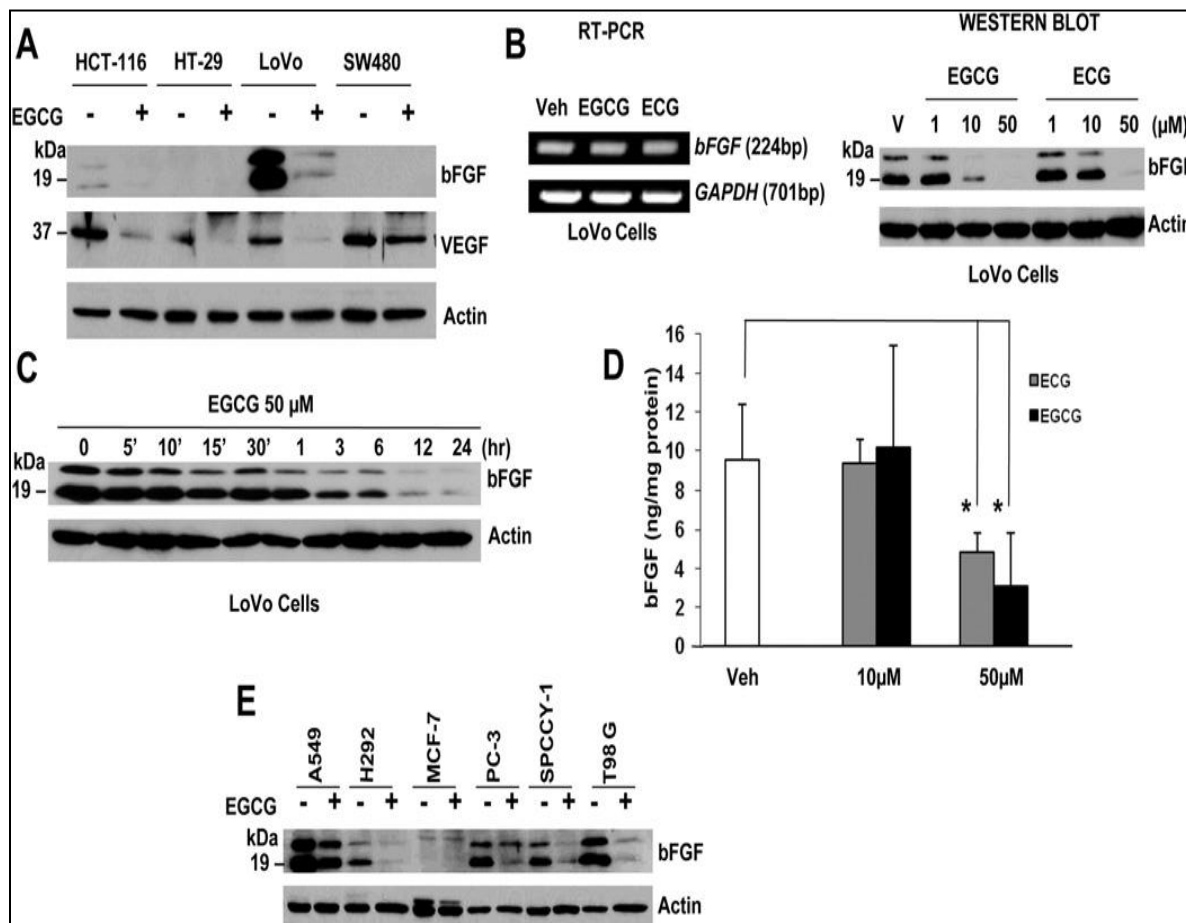 A
HCT-116 HT-29 LoVo SW480
EGCG - + - + - + - +
kDa
19 –
bFGF
37 –
VEGF
Actin
B
RT-PCR
Veh EGCG ECG
bFGF (224bp)
GAPDH (701bp)
LoVo Cells
WESTERN BLOT
EGCG ECG
V 1 10 50 1 10 50 (µM)
kDa
19 –
bFGF
Actin
LoVo Cells
C
EGCG 50 µM
0 5' 10' 15' 30' 1 3 6 12 24 (hr)
kDa
19 –
bFGF
Actin
LoVo Cells
D
bFGF (ng/mg protein)
16
14
12
10
8
6
4
2
0
ECG
EGCG
* *
Veh 10µM 50µM
E
A549 H292 MCF-7 PC-3 SPCCY-1 T98 G
EGCG - + - + - + - + - + - +
kDa
19 –
bFGF
Actin